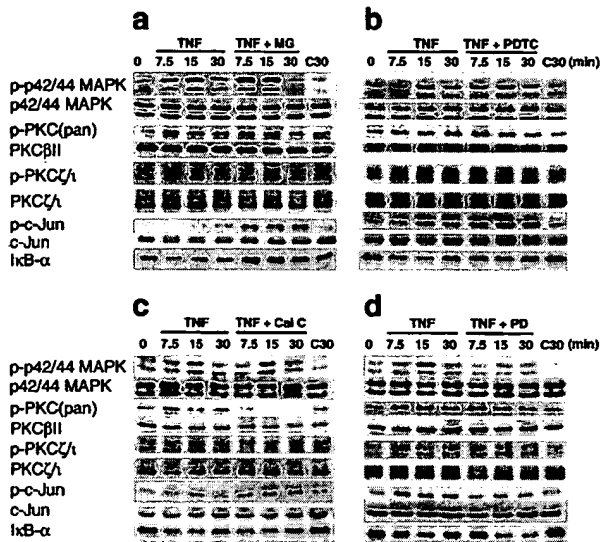 a
TNF TNF + MG
0 7.5 15 30 7.5 15 30 C30
b
TNF TNF + PDTC
0 7.5 15 30 7.5 15 30 C30 (min)
p-p42/44 MAPK
p42/44 MAPK
p-PKC(pan)
PKCβII
p-PKCζ/ι
PKCζ/ι
p-c-Jun
c-Jun
IκB-α
c
TNF TNF + Cal C
0 7.5 15 30 7.5 15 30 C30
d
TNF TNF + PD
0 7.5 15 30 7.5 15 30 C30 (min)
p-p42/44 MAPK
p42/44 MAPK
p-PKC(pan)
PKCβII
p-PKCζ/ι
PKCζ/ι
p-c-Jun
c-Jun
IκB-α